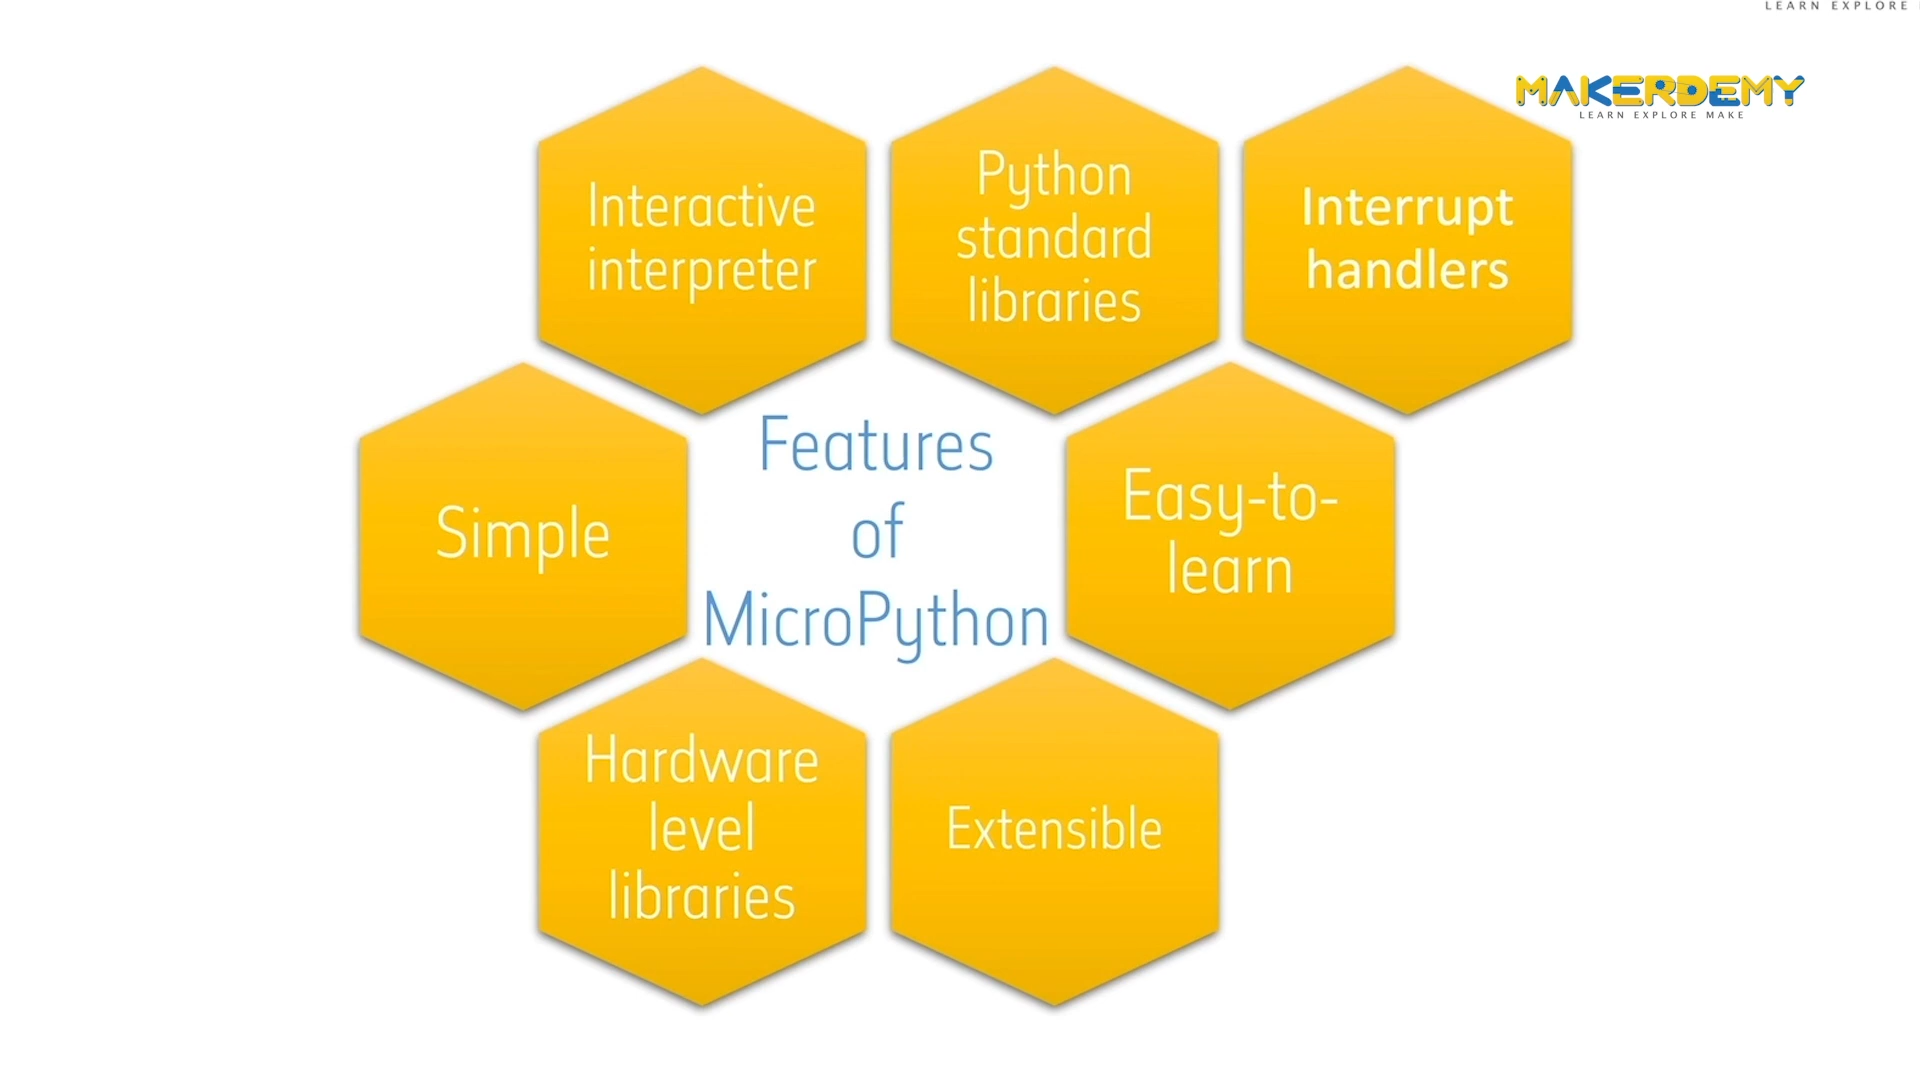 LEARN EXPLORE
MAKERDEMY
LEARN EXPLORE MAKE
Interactive
interpreter
Python
standard
libraries
Interrupt
handlers
Simple
Features
of
MicroPython
Easy-to-
learn
Hardware
level
libraries
Extensible